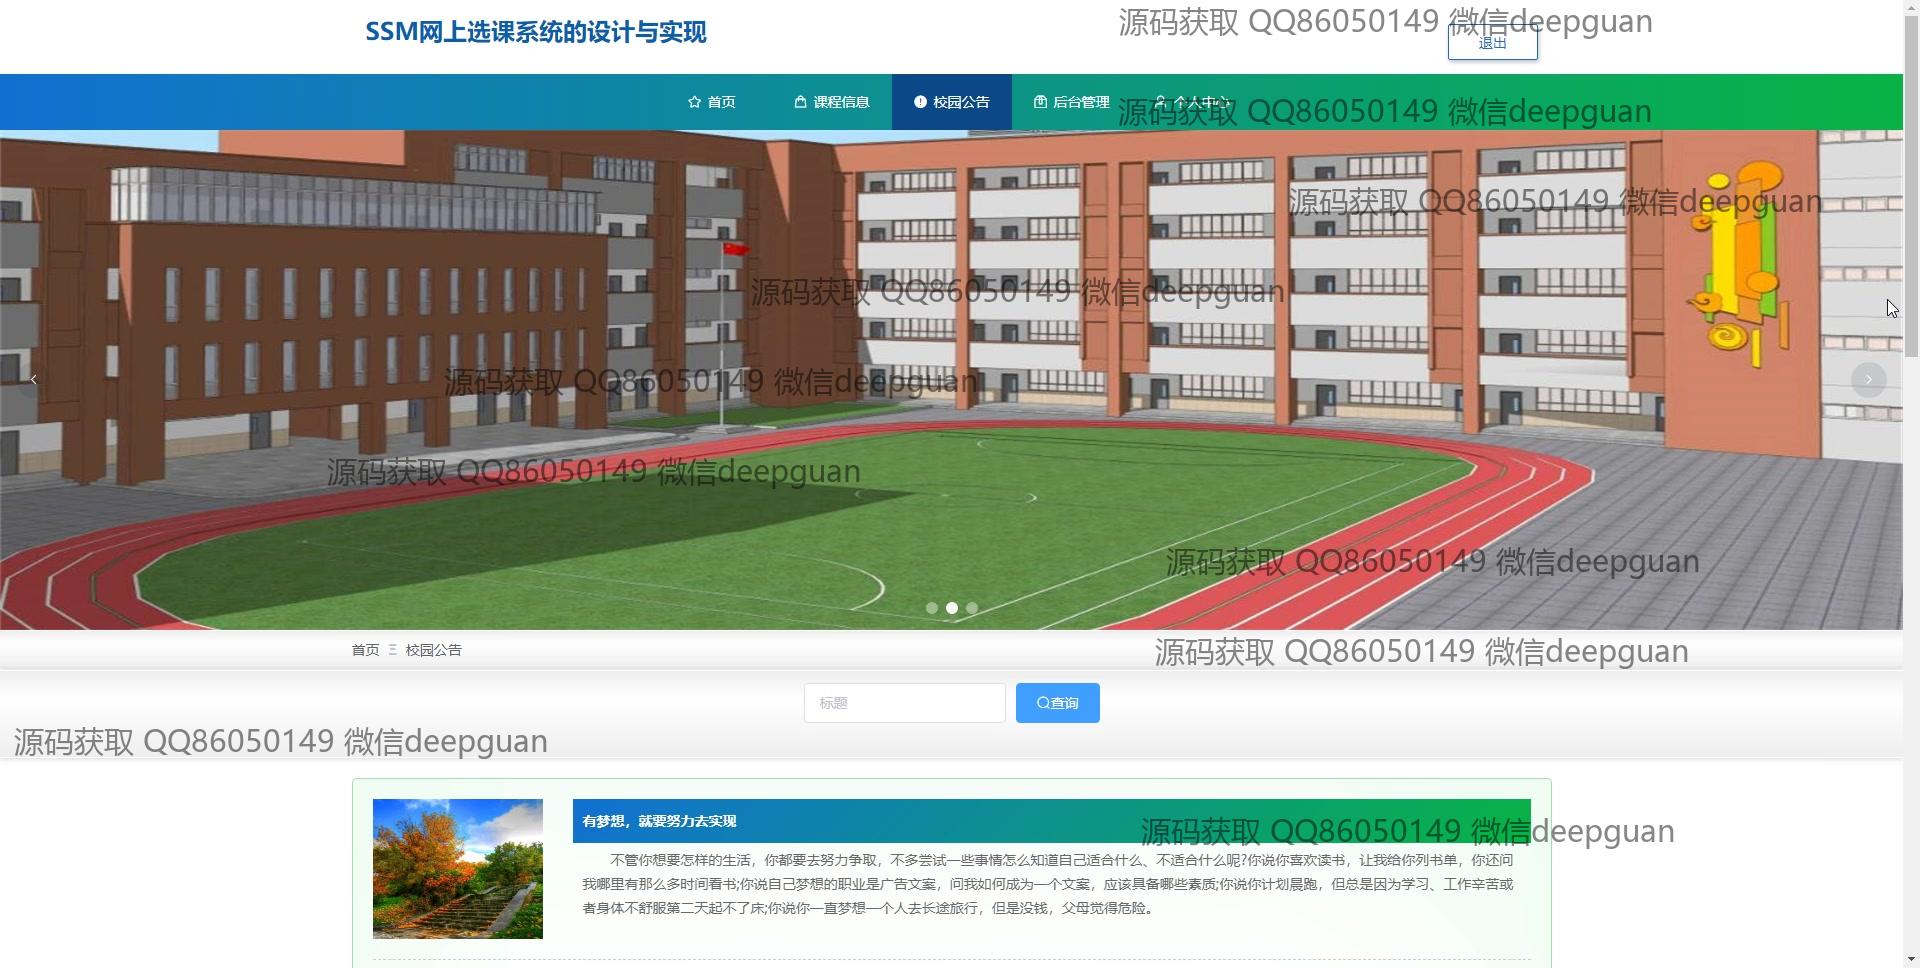 SSM网上选课系统的设计与实现
源码获取 QQ86050149 微信deepguan
退出
首页 课程信息 校园公告 后台管理 个人中心
源码获取 QQ86050149 微信deepguan
源码获取 QQ86050149 微信deepguan
源码获取 QQ86050149 微信deepguan
源码获取 QQ86050149 微信deepguan
源码获取 QQ86050149 微信deepguan
源码获取 QQ86050149 微信deepguan
首页 校园公告
源码获取 QQ86050149 微信deepguan
标题 查询
源码获取 QQ86050149 微信deepguan
有梦想，就要努力去实现
源码获取 QQ86050149 微信deepguan
不管你想要怎样的生活，你都要去努力争取，不多尝试一些事情怎么知道自己适合什么、不适合什么呢?你说你喜欢读书，让我给你列书单，你还问
我哪里有那么多时间看书;你说自己梦想的职业是广告文案，问我如何成为一个文案，应该具备哪些素质;你说你计划晨跑，但总是因为学习、工作辛苦或
者身体不舒服第二天起不了床;你说你一直梦想一个人去长途旅行，但是没钱，父母觉得危险。